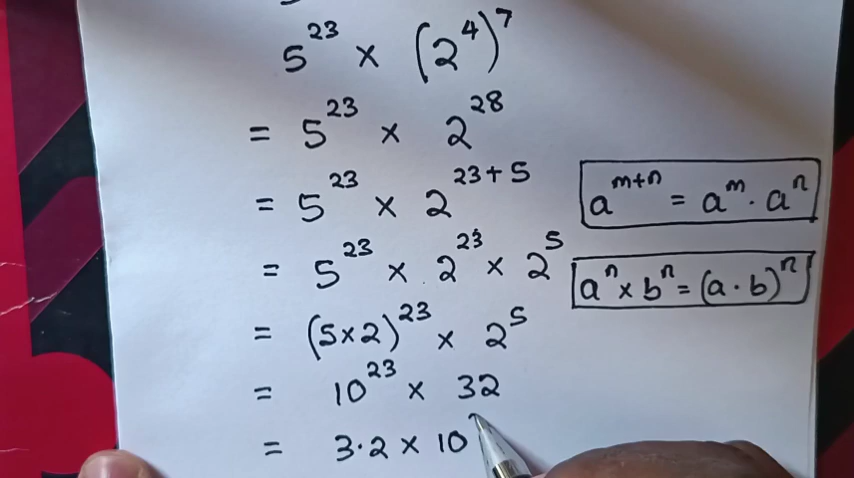 5^23 × (2^4)^7
= 5^23 × 2^28
= 5^23 × 2^(23+5)
a^(m+n) = a^m · a^n
= 5^23 × 2^23 × 2^5
a^n × b^n = (a · b)^n
= (5×2)^23 × 2^5
= 10^23 × 32
= 3·2 × 10